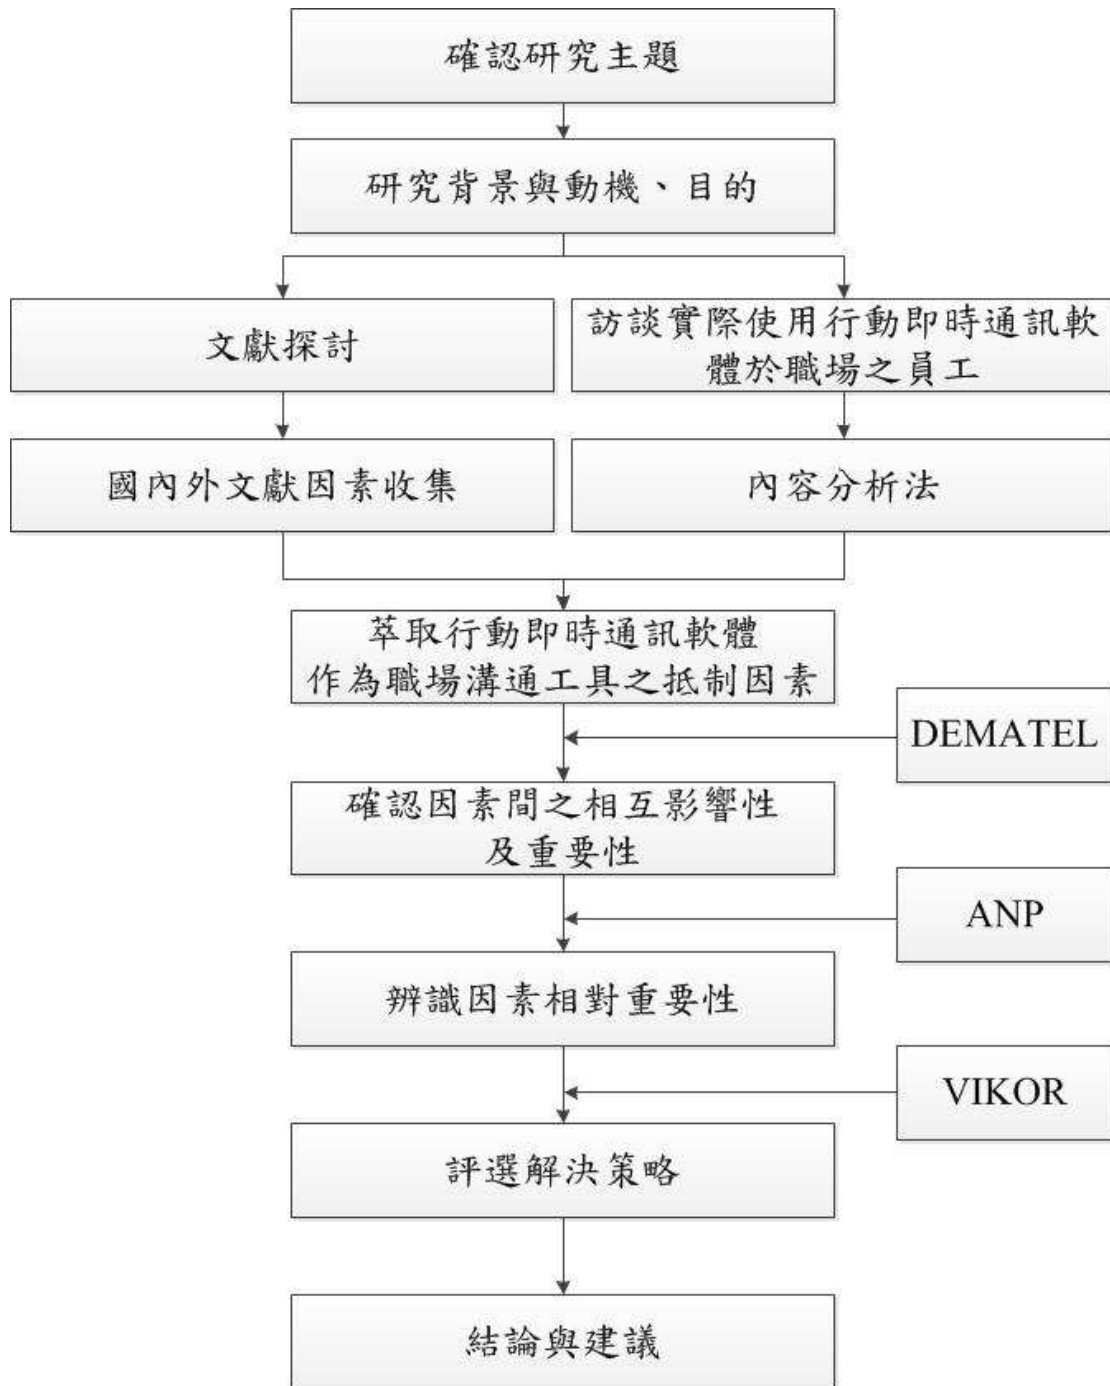 確認研究主題
研究背景與動機、目的
文獻探討
訪談實際使用行動即時通訊軟
體於職場之員工
國內外文獻因素收集
內容分析法
萃取行動即時通訊軟體
作為職場溝通工具之抵制因素
DEMATEL
確認因素間之相互影響性
及重要性
ANP
辨識因素相對重要性
VIKOR
評選解決策略
結論與建議